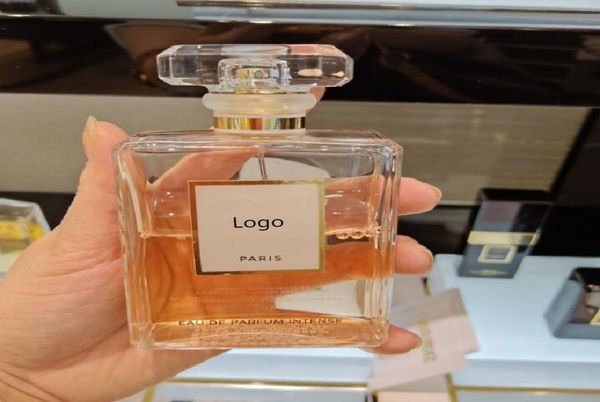 Logo
PARIS
EAU DE PARFUM INTENSE